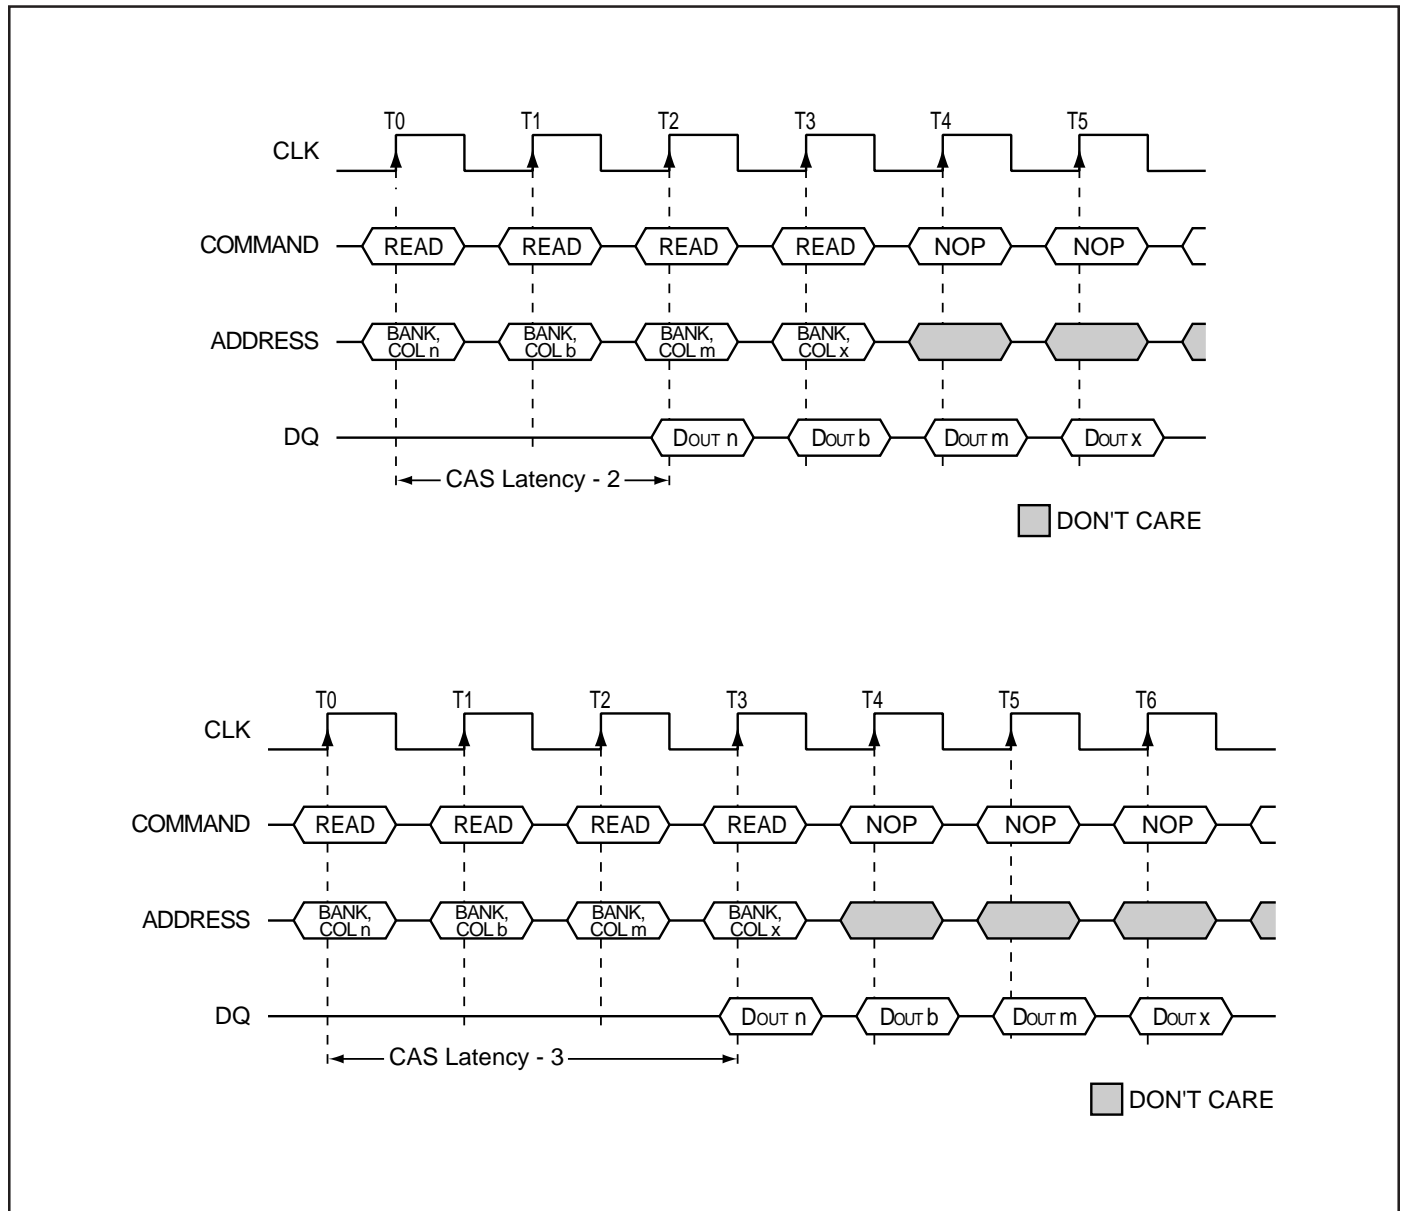 T0 T1 T2 T3 T4 T5
CLK
COMMAND READ READ READ READ NOP NOP
ADDRESS BANK, COL n BANK, COL b BANK, COL m BANK, COL x
DQ DOUT n DOUT b DOUT m DOUT x
CAS Latency - 2
DON'T CARE
T0 T1 T2 T3 T4 T5 T6
CLK
COMMAND READ READ READ READ NOP NOP NOP
ADDRESS BANK, COL n BANK, COL b BANK, COL m BANK, COL x
DQ DOUT n DOUT b DOUT m DOUT x
CAS Latency - 3
DON'T CARE